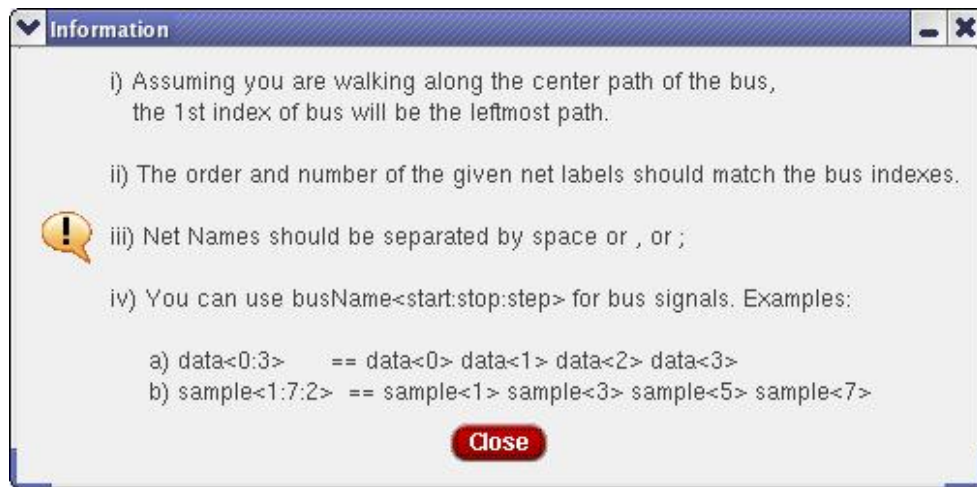 Information
i) Assuming you are walking along the center path of the bus,
the 1st index of bus will be the leftmost path.
ii) The order and number of the given net labels should match the bus indexes.
iii) Net Names should be separated by space or , or ;
iv) You can use busName<start:stop:step> for bus signals. Examples:
a) data<0:3> == data<0> data<1> data<2> data<3>
b) sample<1:7:2> == sample<1> sample<3> sample<5> sample<7>
Close